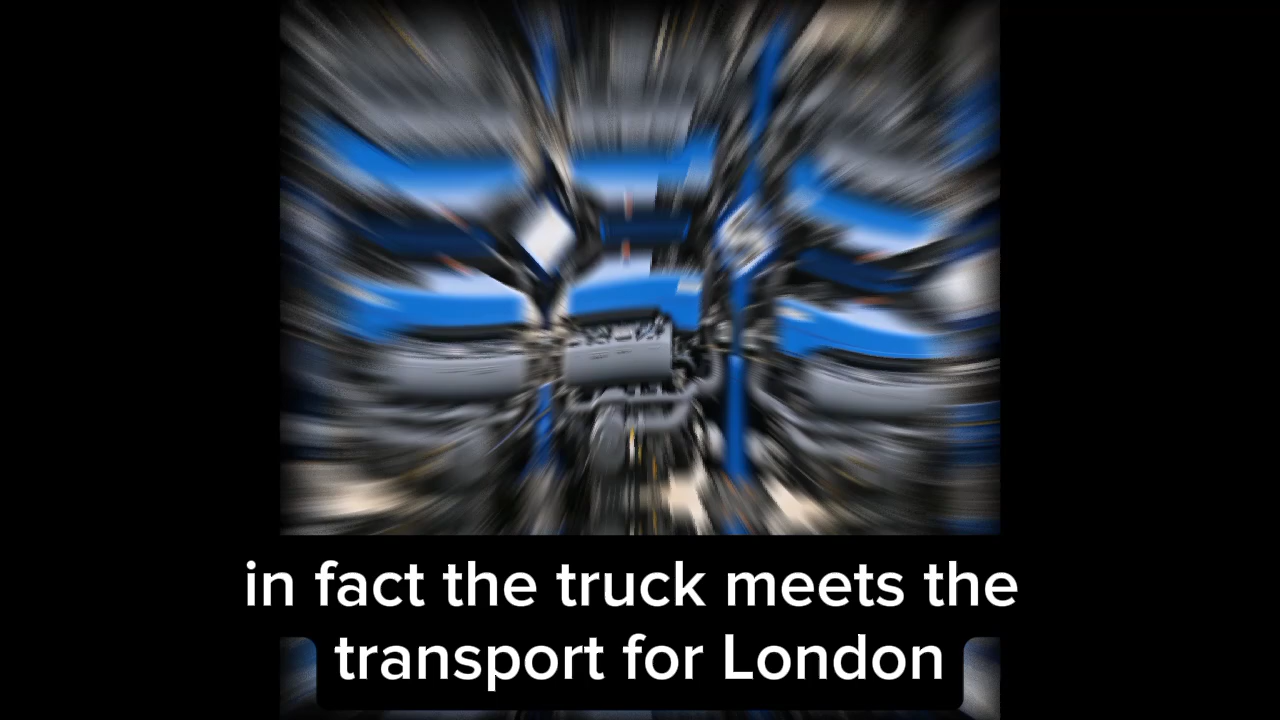 in fact the truck meets the
transport for London